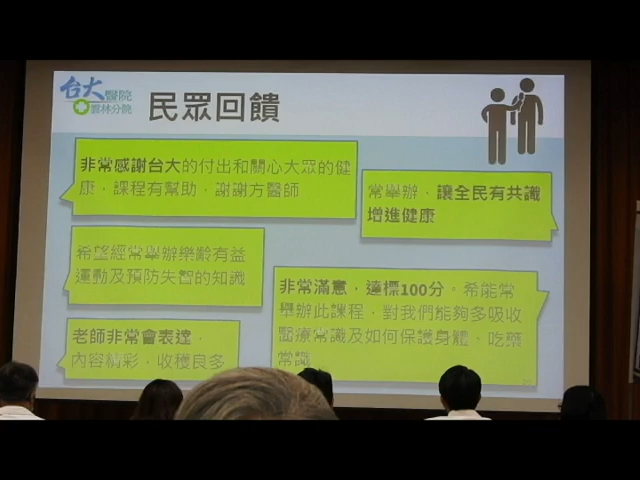 台大醫院
雲林分院
民眾回饋
非常感謝台大的付出和關心大眾的健
康，課程有幫助，謝謝方醫師
常舉辦，讓全民有共識
增進健康
希望經常舉辦樂齡有益
運動及預防失智的知識
非常滿意，達標100分。希能常
舉辦此課程，對我們能夠多吸收
醫療常識及如何保護身體、吃藥
常識
老師非常會表達，
內容精彩，收穫良多